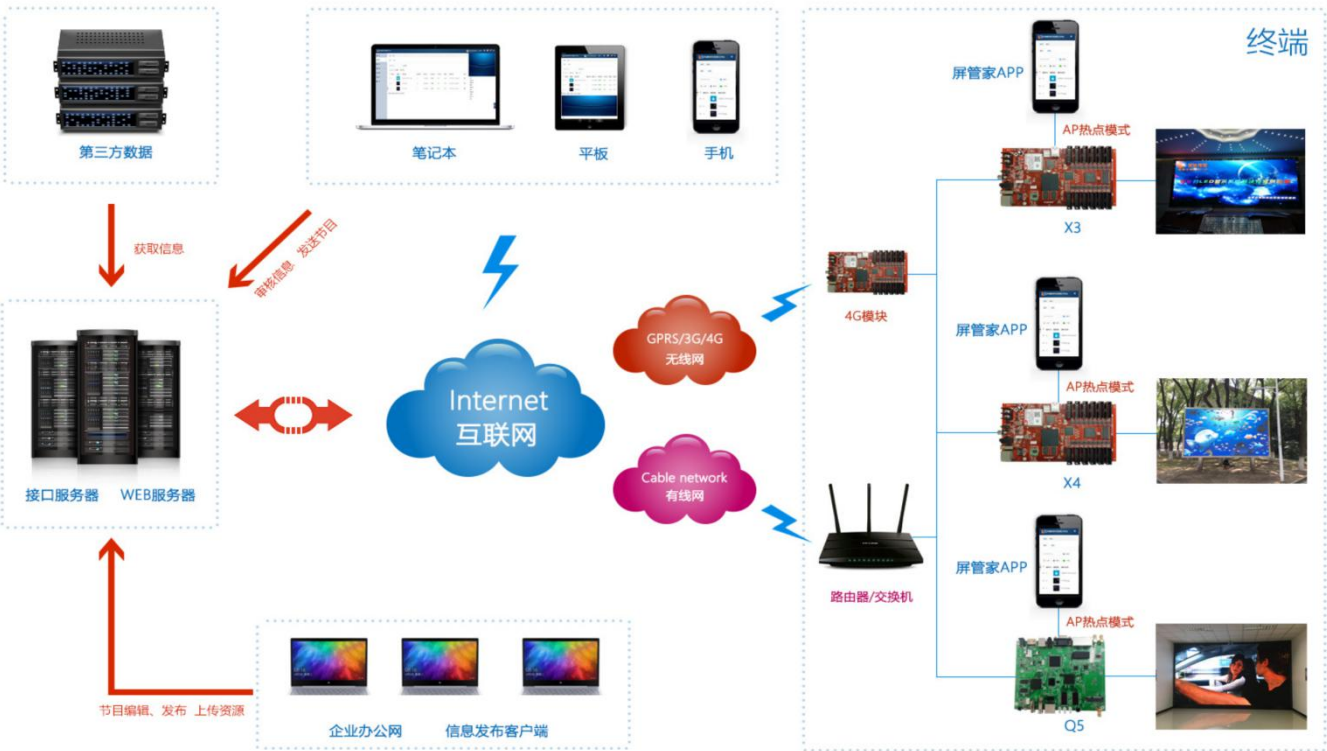 第三方数据
笔记本
平板
手机
终端
屏管家APP
AP热点模式
X3
获取信息
审核信息 发送节目
GPRS/3G/4G
无线网
4G模块
屏管家APP
AP热点模式
X4
Internet
互联网
接口服务器
WEB服务器
Cable network
有线网
路由器/交换机
屏管家APP
AP热点模式
Q5
节目编辑、发布 上传资源
企业办公网
信息发布客户端